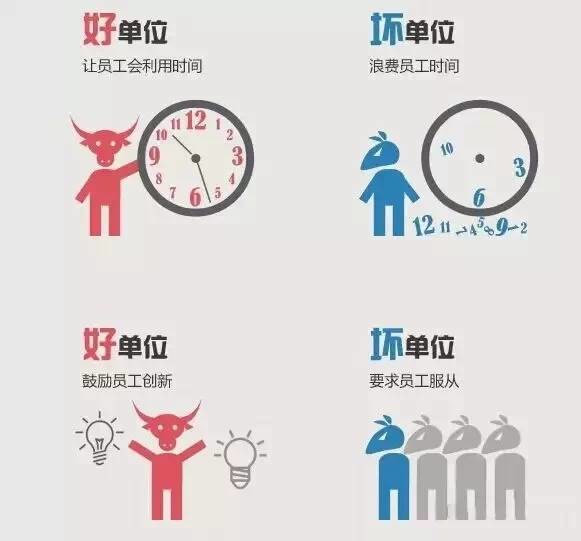 好单位
让员工会利用时间
坏单位
浪费员工时间
12
11
1
10
2
9
3
8
4
7
5
6
10
3
6
12 11 7 4 5 8 9 1 2
好单位
鼓励员工创新
坏单位
要求员工服从